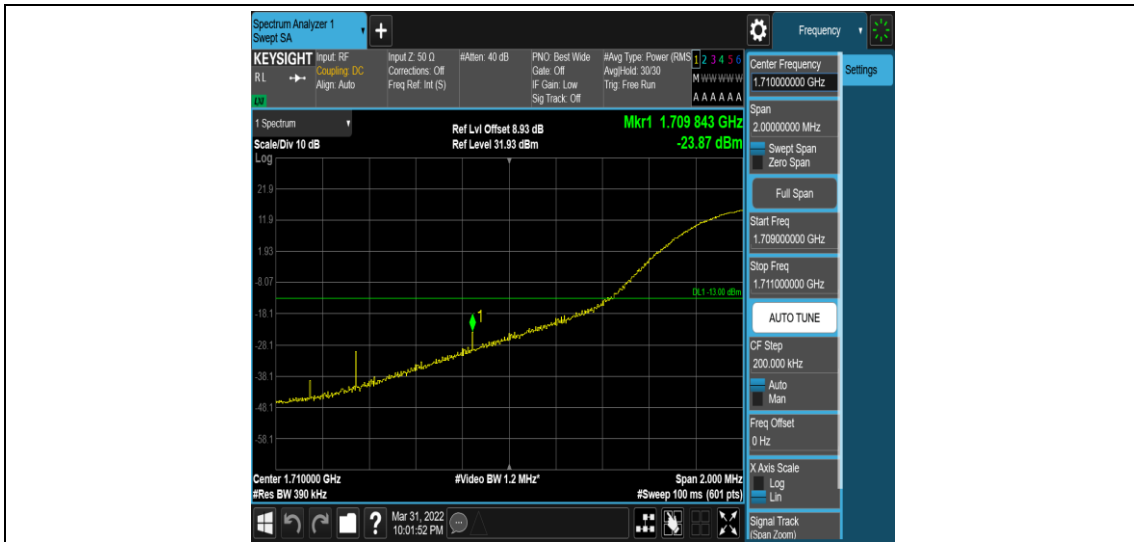 Spectrum Analyzer 1
Swept SA
Frequency
KEYSIGHT
RL
LXI
Input: RF
Coupling: DC
Align: Auto
Input Z: 50 Ω
Corrections: Off
Freq Ref: Int (S)
#Atten: 40 dB
PNO: Best Wide
Gate: Off
IF Gain: Low
Sig Track: Off
#Avg Type: Power (RMS
Avg|Hold: 30/30
Trig: Free Run
1 2 3 4 5 6
M W W W W W
A A A A A A
1 Spectrum
Scale/Div 10 dB
Log
Ref Lvl Offset 8.93 dB
Ref Level 31.93 dBm
Mkr1 1.709 843 GHz
-23.87 dBm
21.9
11.9
1.93
-8.07
DL1 -13.00 dBm
-18.1
1
-28.1
-38.1
-48.1
-58.1
Center 1.710000 GHz
#Res BW 390 kHz
#Video BW 1.2 MHz*
Span 2.000 MHz
#Sweep 100 ms (601 pts)
Mar 31, 2022
10:01:52 PM
Center Frequency
1.710000000 GHz
Settings
Span
2.00000000 MHz
Swept Span
Zero Span
Full Span
Start Freq
1.709000000 GHz
Stop Freq
1.711000000 GHz
AUTO TUNE
CF Step
200.000 kHz
Auto
Man
Freq Offset
0 Hz
X Axis Scale
Log
Lin
Signal Track
(Span Zoom)